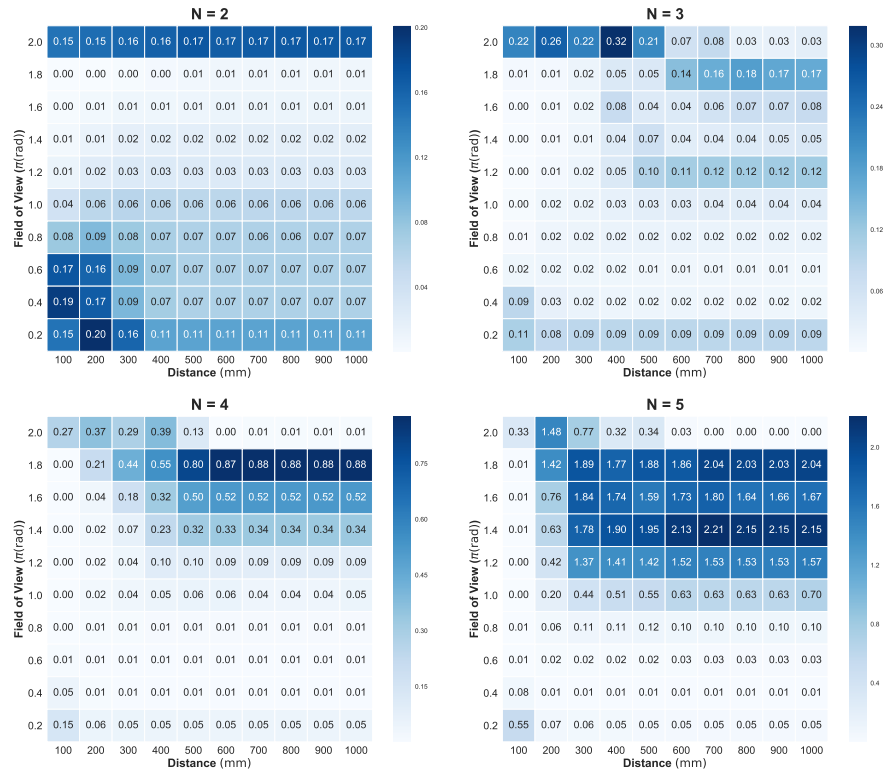 N = 2
2.0 0.15 0.15 0.16 0.16 0.17 0.17 0.17 0.17 0.17 0.17
1.8 0.00 0.00 0.00 0.00 0.00 0.01 0.01 0.01 0.01 0.01
1.6 0.00 0.01 0.01 0.01 0.01 0.01 0.01 0.01 0.01 0.01
1.4 0.01 0.01 0.02 0.02 0.02 0.02 0.02 0.02 0.02 0.02
1.2 0.01 0.02 0.03 0.03 0.03 0.03 0.03 0.03 0.03 0.03
1.0 0.04 0.06 0.06 0.06 0.06 0.06 0.06 0.06 0.06 0.06
0.8 0.08 0.09 0.08 0.07 0.07 0.07 0.06 0.06 0.07 0.07
0.6 0.17 0.16 0.09 0.07 0.07 0.07 0.07 0.07 0.07 0.07
0.4 0.19 0.17 0.09 0.07 0.07 0.07 0.07 0.07 0.07 0.07
0.2 0.15 0.20 0.16 0.11 0.11 0.11 0.11 0.11 0.11 0.11
100 200 300 400 500 600 700 800 900 1000
Distance (mm)
Field of View (π(rad))
0.20
0.16
0.12
0.08
0.04
N = 3
2.0 0.22 0.26 0.22 0.32 0.21 0.07 0.08 0.03 0.03 0.03
1.8 0.01 0.01 0.02 0.05 0.05 0.14 0.16 0.18 0.17 0.17
1.6 0.00 0.01 0.02 0.08 0.04 0.04 0.06 0.07 0.07 0.08
1.4 0.00 0.01 0.01 0.04 0.07 0.04 0.04 0.04 0.05 0.05
1.2 0.00 0.01 0.02 0.05 0.10 0.11 0.12 0.12 0.12 0.12
1.0 0.00 0.01 0.02 0.03 0.03 0.03 0.04 0.04 0.04 0.04
0.8 0.01 0.02 0.02 0.02 0.02 0.02 0.02 0.02 0.02 0.02
0.6 0.02 0.02 0.02 0.02 0.01 0.01 0.01 0.01 0.01 0.01
0.4 0.09 0.03 0.02 0.02 0.02 0.02 0.02 0.02 0.02 0.02
0.2 0.11 0.08 0.09 0.09 0.09 0.09 0.09 0.09 0.09 0.09
100 200 300 400 500 600 700 800 900 1000
Distance (mm)
Field of View (π(rad))
0.30
0.24
0.18
0.12
0.06
N = 4
2.0 0.27 0.37 0.29 0.39 0.13 0.00 0.01 0.01 0.01 0.01
1.8 0.00 0.21 0.44 0.55 0.80 0.87 0.88 0.88 0.88 0.88
1.6 0.00 0.04 0.18 0.32 0.50 0.52 0.52 0.52 0.52 0.52
1.4 0.00 0.02 0.07 0.23 0.32 0.33 0.34 0.34 0.34 0.34
1.2 0.00 0.02 0.04 0.10 0.10 0.09 0.09 0.09 0.09 0.09
1.0 0.00 0.02 0.04 0.05 0.06 0.06 0.04 0.04 0.05 0.05
0.8 0.00 0.01 0.01 0.01 0.01 0.01 0.01 0.01 0.01 0.01
0.6 0.01 0.01 0.01 0.01 0.01 0.01 0.01 0.01 0.01 0.01
0.4 0.05 0.01 0.01 0.01 0.01 0.01 0.01 0.01 0.01 0.01
0.2 0.15 0.06 0.05 0.05 0.05 0.05 0.05 0.05 0.05 0.05
100 200 300 400 500 600 700 800 900 1000
Distance (mm)
Field of View (π(rad))
0.75
0.60
0.45
0.30
0.15
N = 5
2.0 0.33 1.48 0.77 0.32 0.34 0.03 0.00 0.00 0.00 0.00
1.8 0.01 1.42 1.89 1.77 1.88 1.86 2.04 2.03 2.03 2.04
1.6 0.01 0.76 1.84 1.74 1.59 1.73 1.80 1.64 1.66 1.67
1.4 0.01 0.63 1.78 1.90 1.95 2.13 2.21 2.15 2.15 2.15
1.2 0.00 0.42 1.37 1.41 1.42 1.52 1.53 1.53 1.53 1.57
1.0 0.00 0.20 0.44 0.51 0.55 0.63 0.63 0.63 0.63 0.70
0.8 0.01 0.06 0.11 0.11 0.12 0.10 0.10 0.10 0.10 0.10
0.6 0.01 0.02 0.02 0.02 0.02 0.03 0.03 0.03 0.03 0.03
0.4 0.08 0.01 0.01 0.01 0.01 0.01 0.01 0.01 0.01 0.01
0.2 0.55 0.07 0.06 0.05 0.05 0.05 0.05 0.05 0.05 0.05
100 200 300 400 500 600 700 800 900 1000
Distance (mm)
Field of View (π(rad))
2.0
1.6
1.2
0.8
0.4